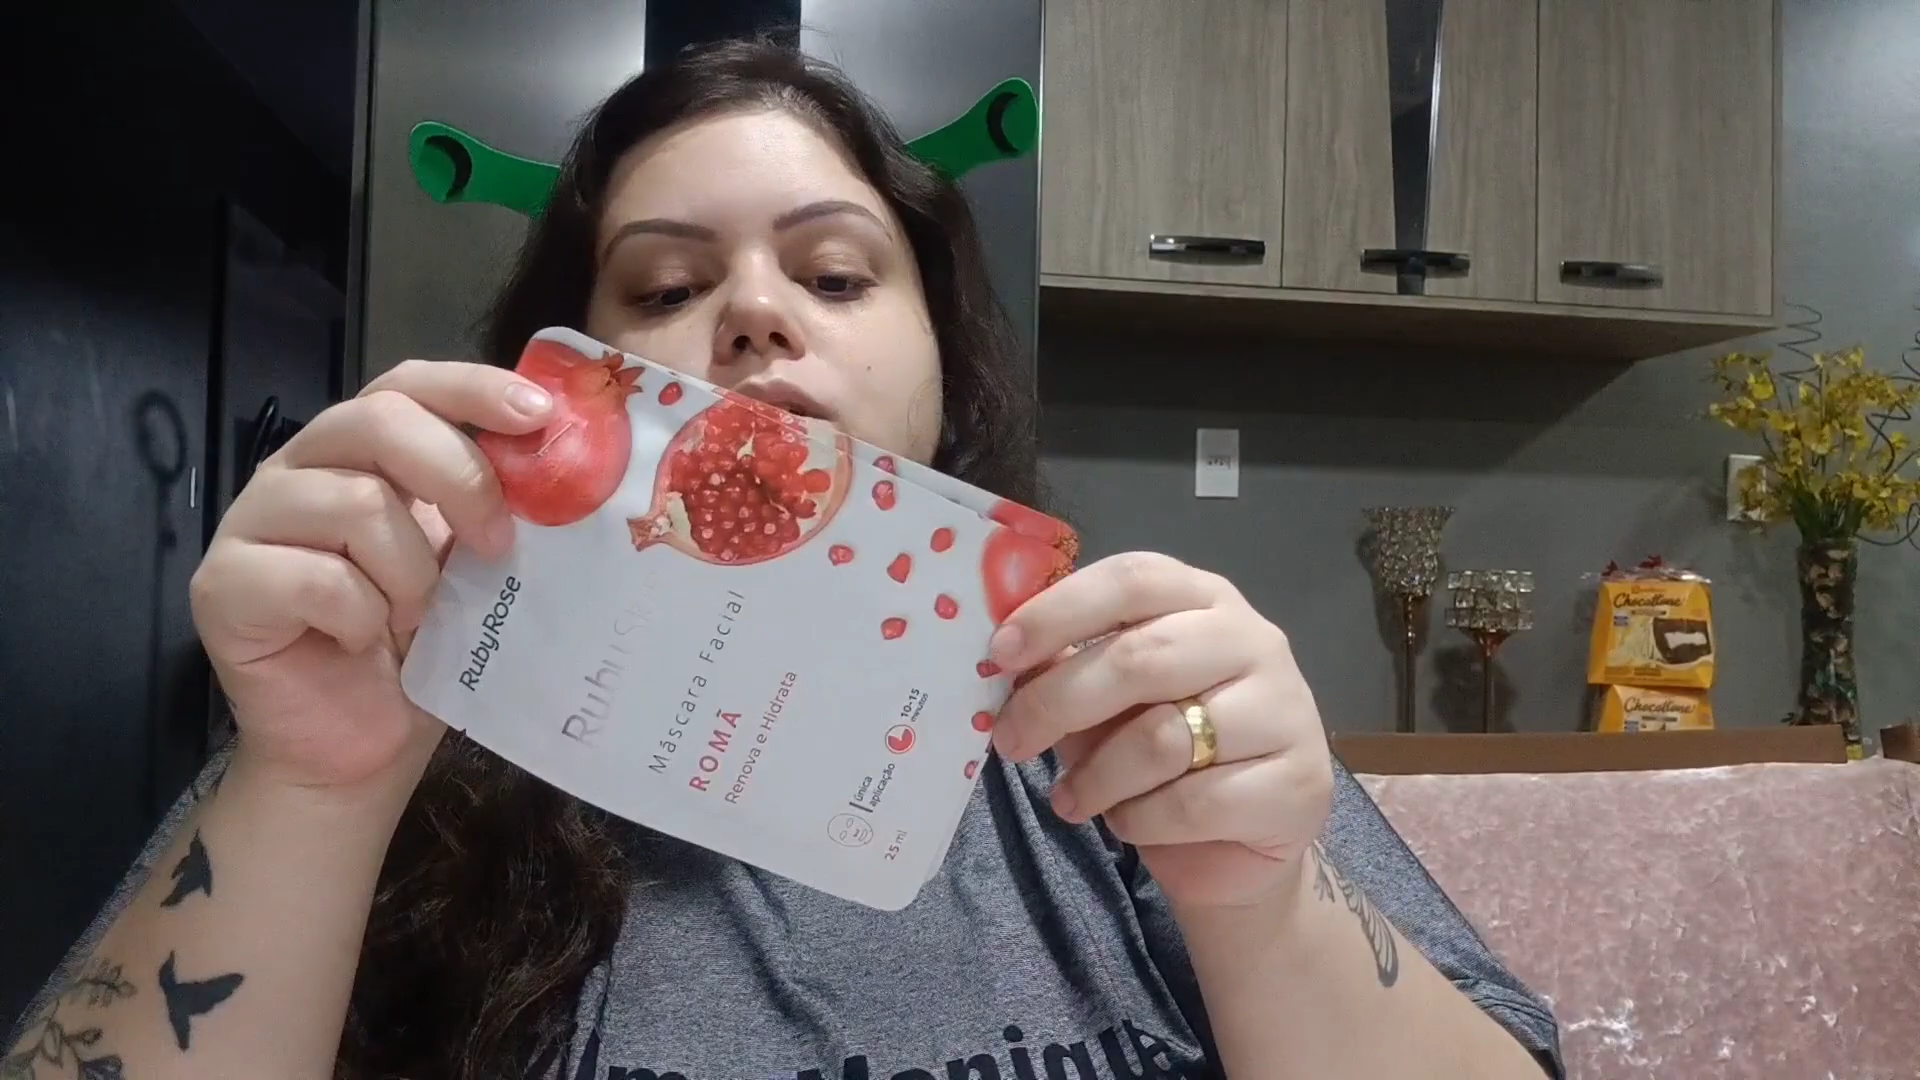 RubyRose
Ruby Skin
Máscara Facial
ROMÃ
Renova e Hidrata
única
aplicação
10-15
minutos
25 ml
Chocottone
Chocottone